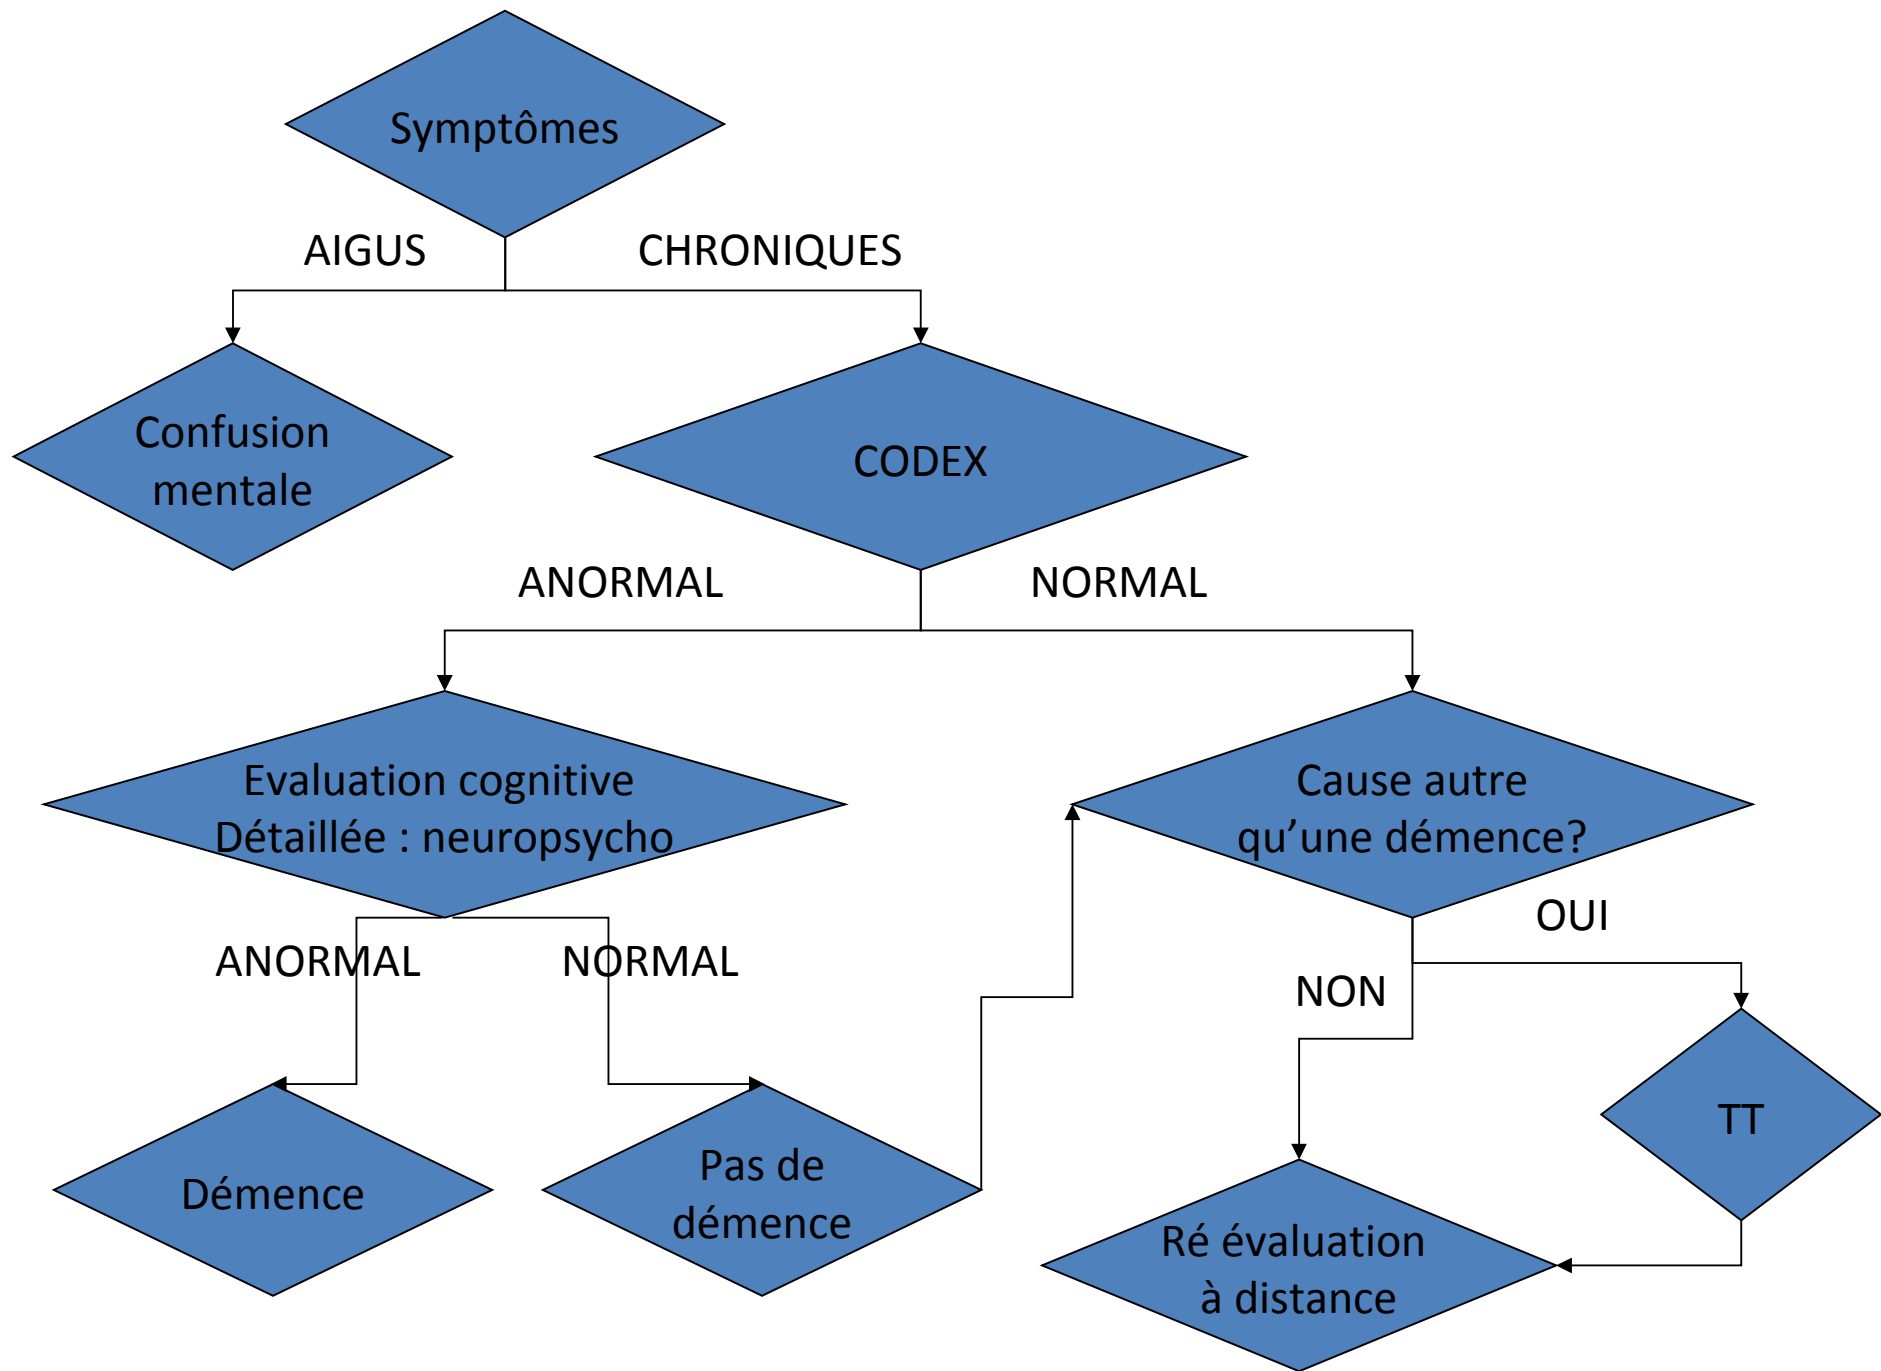 Symptômes
AIGUS
CHRONIQUES
Confusion
mentale
CODEX
ANORMAL
NORMAL
Evaluation cognitive
Détaillée : neuropsycho
Cause autre
qu’une démence?
OUI
ANORMAL
NORMAL
NON
TT
Démence
Pas de
démence
Ré évaluation
à distance